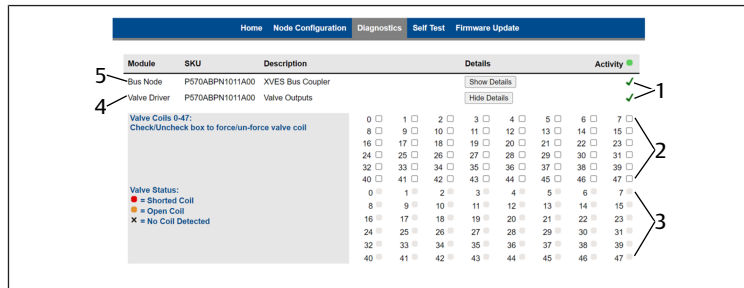 Home Node Configuration Diagnostics Self Test Firmware Update
Module SKU Description Details Activity
5 Bus Node P570ABPN1011A00 XVES Bus Coupler Show Details 1
4 Valve Driver P570ABPN1011A00 Valve Outputs Hide Details
Valve Coils 0-47: 0 1 2 3 4 5 6 7
Check/Uncheck box to force/un-force valve coil 8 9 10 11 12 13 14 15
16 17 18 19 20 21 22 23
2
24 25 26 27 28 29 30 31
32 33 34 35 36 37 38 39
40 41 42 43 44 45 46 47
Valve Status: 0 1 2 3 4 5 6 7
= Shorted Coil 8 9 10 11 12 13 14 15
= Open Coil
X = No Coil Detected 16 17 18 19 20 21 22 23
3
24 25 26 27 28 29 30 31
32 33 34 35 36 37 38 39
40 41 42 43 44 45 46 47